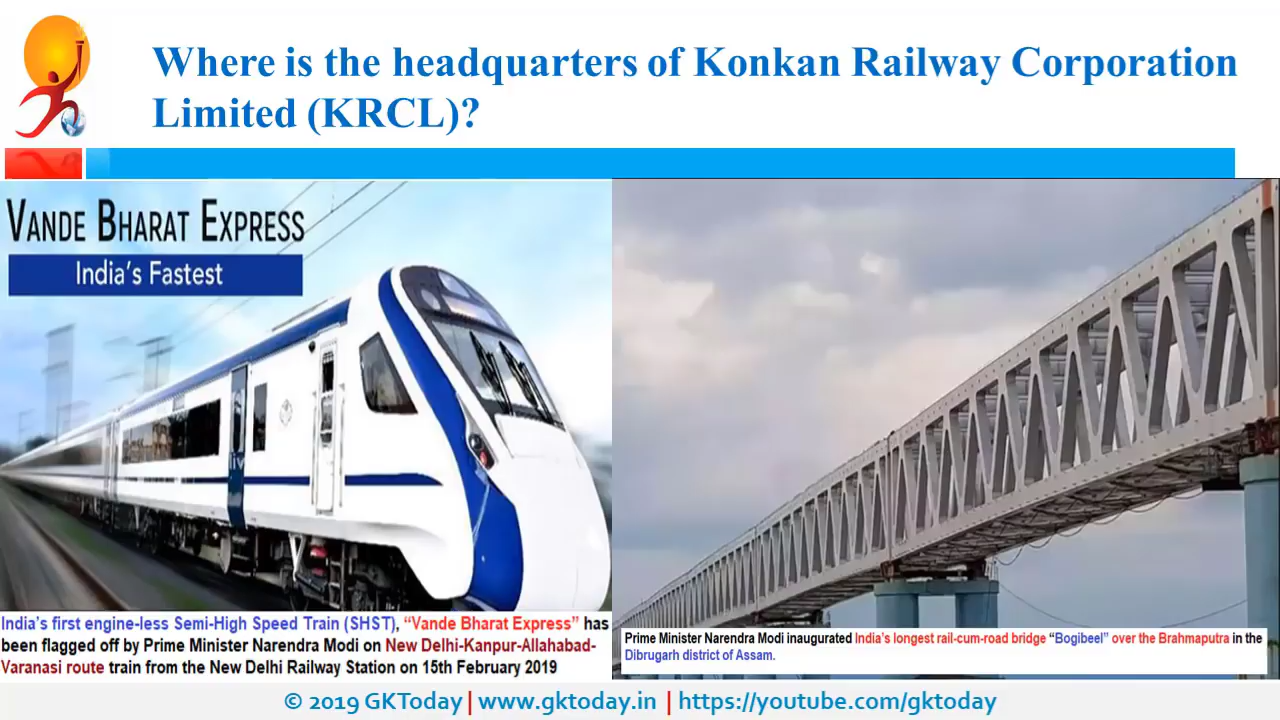 Where is the headquarters of Konkan Railway Corporation
Limited (KRCL)?
VANDE BHARAT EXPRESS
India's Fastest
India's first engine-less Semi-High Speed Train (SHST), “Vande Bharat Express” has
been flagged off by Prime Minister Narendra Modi on New Delhi-Kanpur-Allahabad-
Varanasi route train from the New Delhi Railway Station on 15th February 2019
Prime Minister Narendra Modi inaugurated India's longest rail-cum-road bridge “Bogibeel” over the Brahmaputra in the
Dibrugarh district of Assam.
© 2019 GKToday | www.gktoday.in | https://youtube.com/gktoday